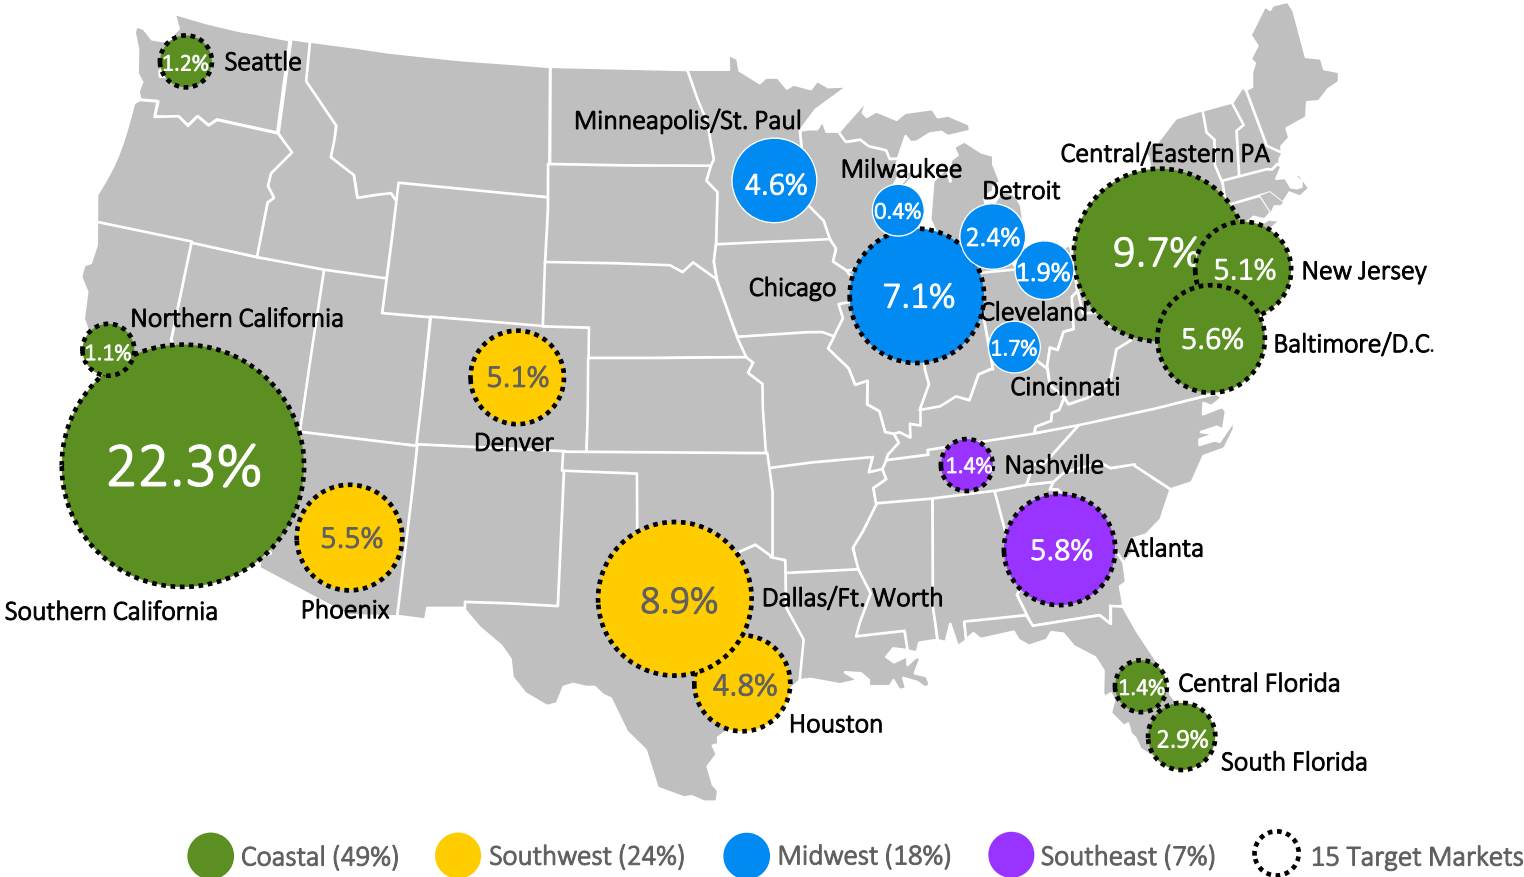 1.2%
Seattle
Minneapolis/St. Paul
4.6%
Milwaukee
0.4%
Detroit
2.4%
Central/Eastern PA
9.7%
5.1%
New Jersey
1.9%
Cleveland
Chicago
7.1%
5.6%
Baltimore/D.C.
1.7%
Cincinnati
Northern California
1.1%
5.1%
Denver
22.3%
Southern California
5.5%
Phoenix
1.4%
Nashville
5.8%
Atlanta
8.9%
Dallas/Ft. Worth
4.8%
Houston
1.4%
Central Florida
2.9%
South Florida
Coastal (49%)
Southwest (24%)
Midwest (18%)
Southeast (7%)
15 Target Markets